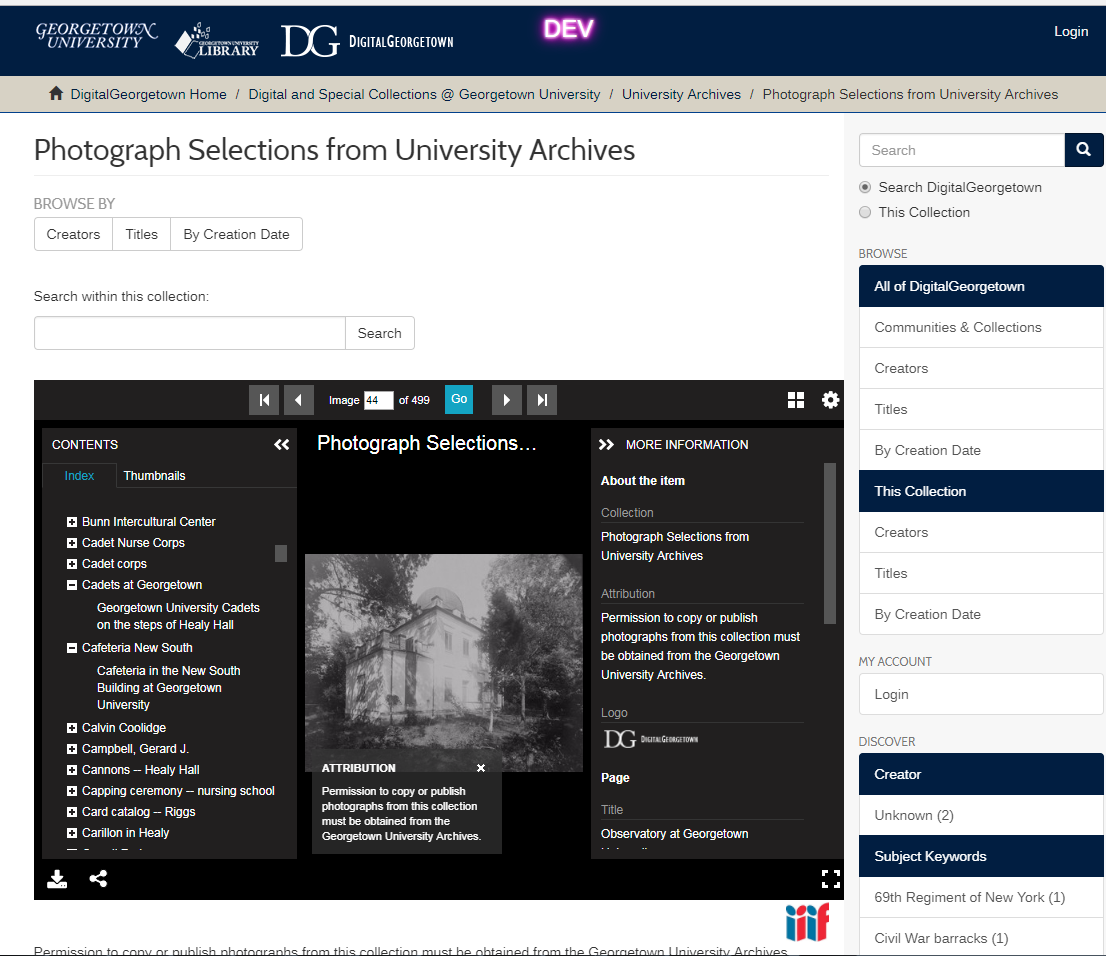 GEORGETOWN
UNIVERSITY
GEORGETOWN UNIVERSITY
LIBRARY
DG DIGITALGEORGETOWN
DEV
Login
DigitalGeorgetown Home / Digital and Special Collections @ Georgetown University / University Archives / Photograph Selections from University Archives
Photograph Selections from University Archives
BROWSE BY
Creators
Titles
By Creation Date
Search within this collection:
Search
Image 44 of 499
Go
CONTENTS
Index
Thumbnails
Bunn Intercultural Center
Cadet Nurse Corps
Cadet corps
Cadets at Georgetown
Georgetown University Cadets
on the steps of Healy Hall
Cafeteria New South
Cafeteria in the New South
Building at Georgetown
University
Calvin Coolidge
Campbell, Gerard J.
Cannons -- Healy Hall
Capping ceremony -- nursing school
Card catalog -- Riggs
Carillon in Healy
Photograph Selections…
ATTRIBUTION
Permission to copy or publish
photographs from this collection
must be obtained from the
Georgetown University Archives.
MORE INFORMATION
About the item
Collection
Photograph Selections from
University Archives
Attribution
Permission to copy or publish
photographs from this collection must
be obtained from the Georgetown
University Archives.
Logo
DG DIGITALGEORGETOWN
Page
Title
Observatory at Georgetown
iiif
Permission to copy or publish photographs from this collection must be obtained from the Georgetown University Archives
Search
Search DigitalGeorgetown
This Collection
BROWSE
All of DigitalGeorgetown
Communities & Collections
Creators
Titles
By Creation Date
This Collection
Creators
Titles
By Creation Date
MY ACCOUNT
Login
DISCOVER
Creator
Unknown (2)
Subject Keywords
69th Regiment of New York (1)
Civil War barracks (1)